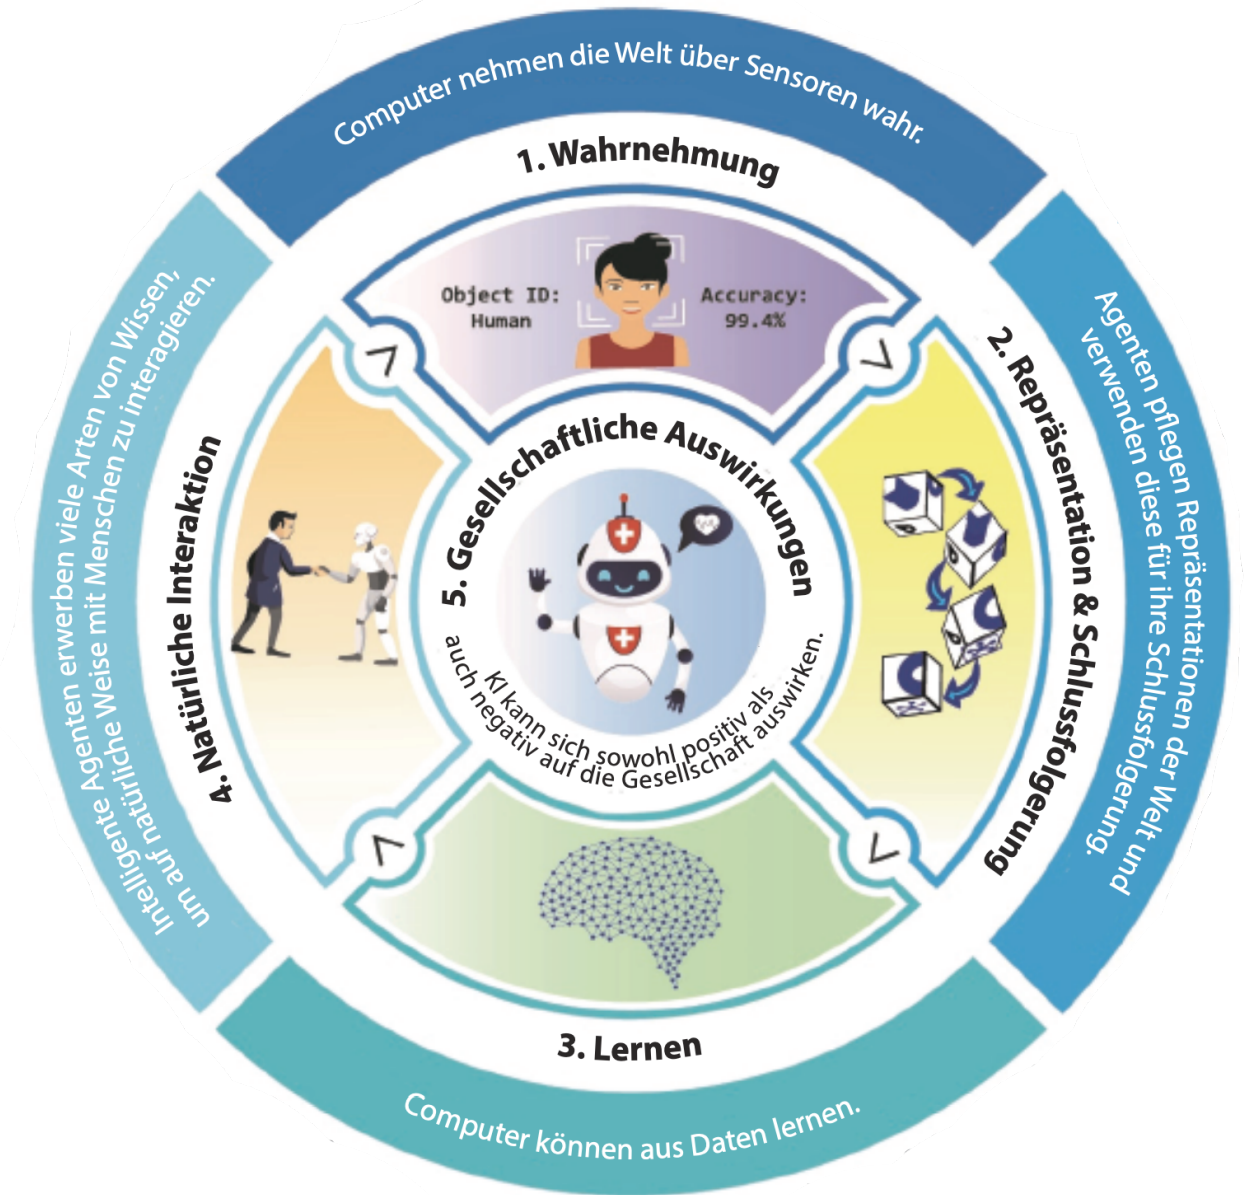 Computer nehmen die Welt über Sensoren wahr.
1. Wahrnehmung
Object ID:
Human
Accuracy:
99.4%
2. Repräsentation & Schlussfolgerung
Agenten pflegen Repräsentationen der Welt und
verwenden diese für ihre Schlussfolgerung.
3. Lernen
Computer können aus Daten lernen.
4. Natürliche Interaktion
Intelligente Agenten erwerben viele Arten von Wissen,
um auf natürliche Weise mit Menschen zu interagieren.
5. Gesellschaftliche Auswirkungen
KI kann sich sowohl positiv als
auch negativ auf die Gesellschaft auswirken.